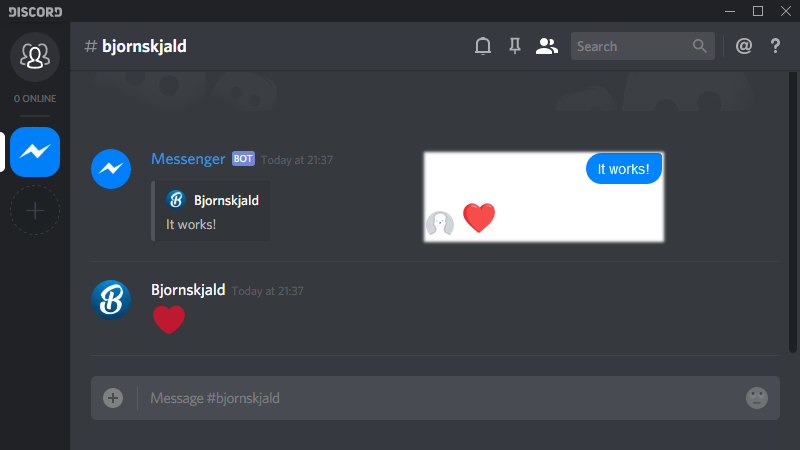 DISCORD
# bjornskjald
Search
@ ?
0 ONLINE
Messenger BOT Today at 21:37
Bjornskjald
It works!
It works!
Bjornskjald Today at 21:37
Message #bjornskjald